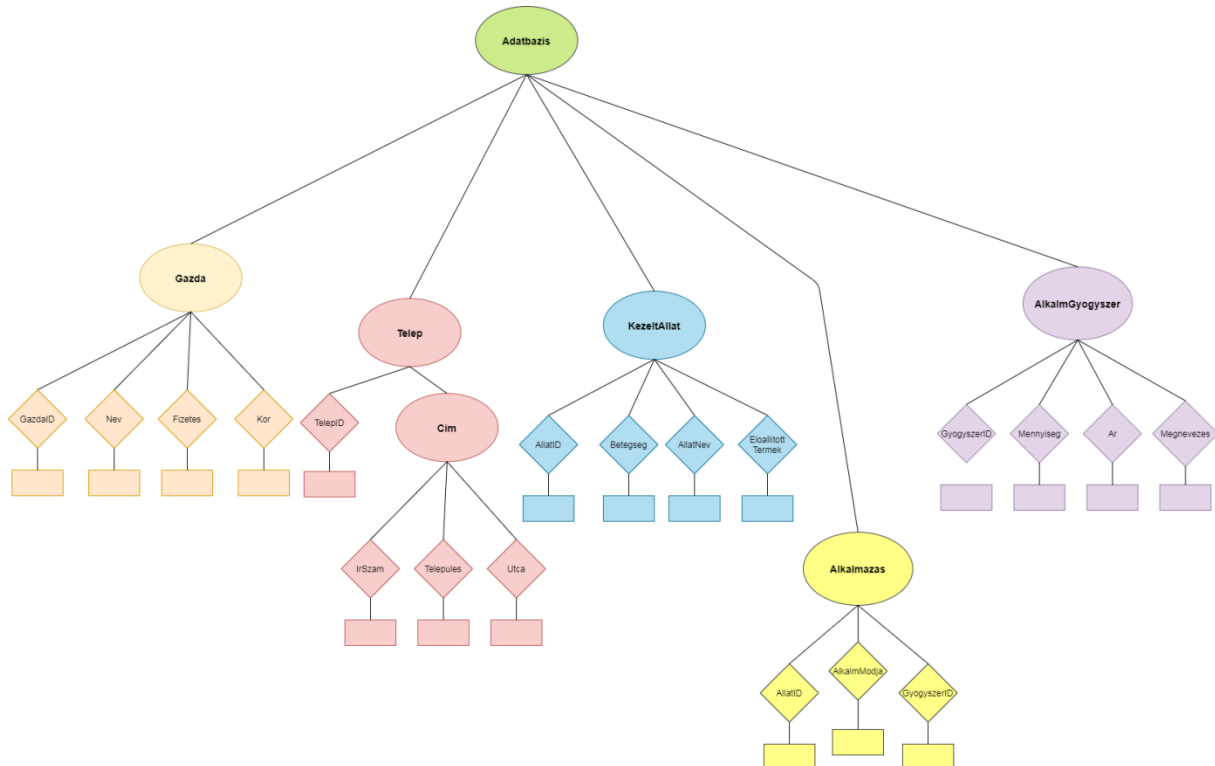 Adatbazis
Gazda
Telep
KezeltAllat
AlkalmGyogyszer
GazdaID
Nev
Fizetes
Kor
TelepID
Cim
AllatID
Betegseg
AllatNev
Eloallitott
Termek
GyogyszerID
Mennyiseg
Ar
Megnevezes
IrSzam
Telepules
Utca
Alkalmazas
AllatID
AlkalmModja
GyogyszerID